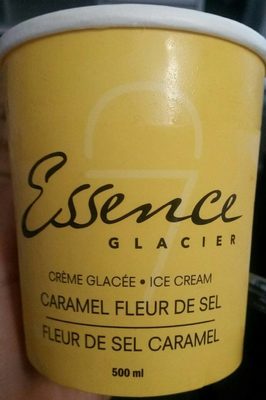 Essence
GLACIER
CRÈME GLACÉE • ICE CREAM
CARAMEL FLEUR DE SEL
FLEUR DE SEL CARAMEL
500 ml